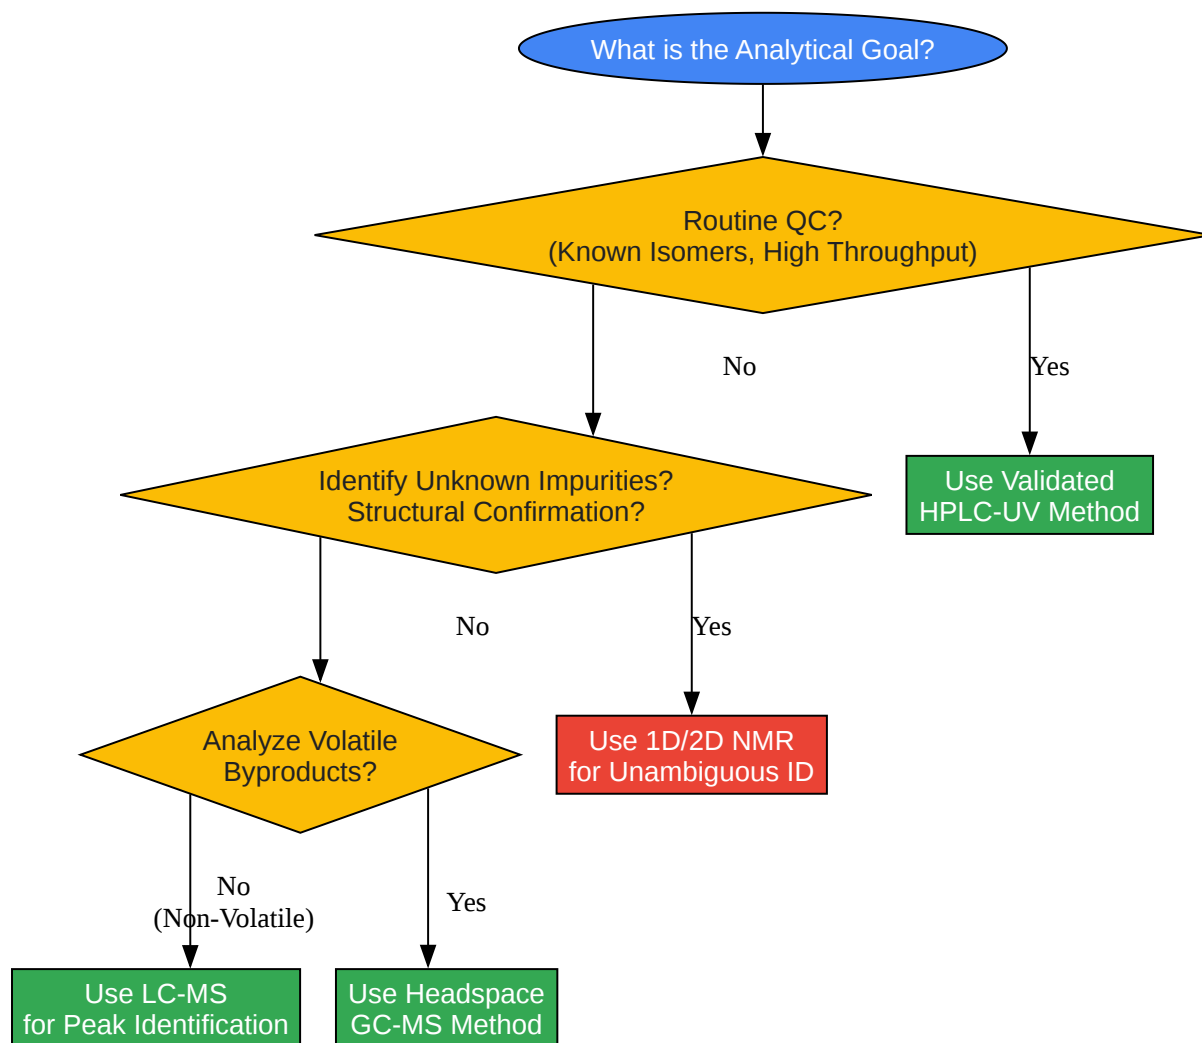 What is the Analytical Goal?
Routine QC?
(Known Isomers, High Throughput)
No
Yes
Identify Unknown Impurities?
Structural Confirmation?
Use Validated
HPLC-UV Method
No
Yes
Analyze Volatile
Byproducts?
Use 1D/2D NMR
for Unambiguous ID
No
(Non-Volatile)
Yes
Use LC-MS
for Peak Identification
Use Headspace
GC-MS Method